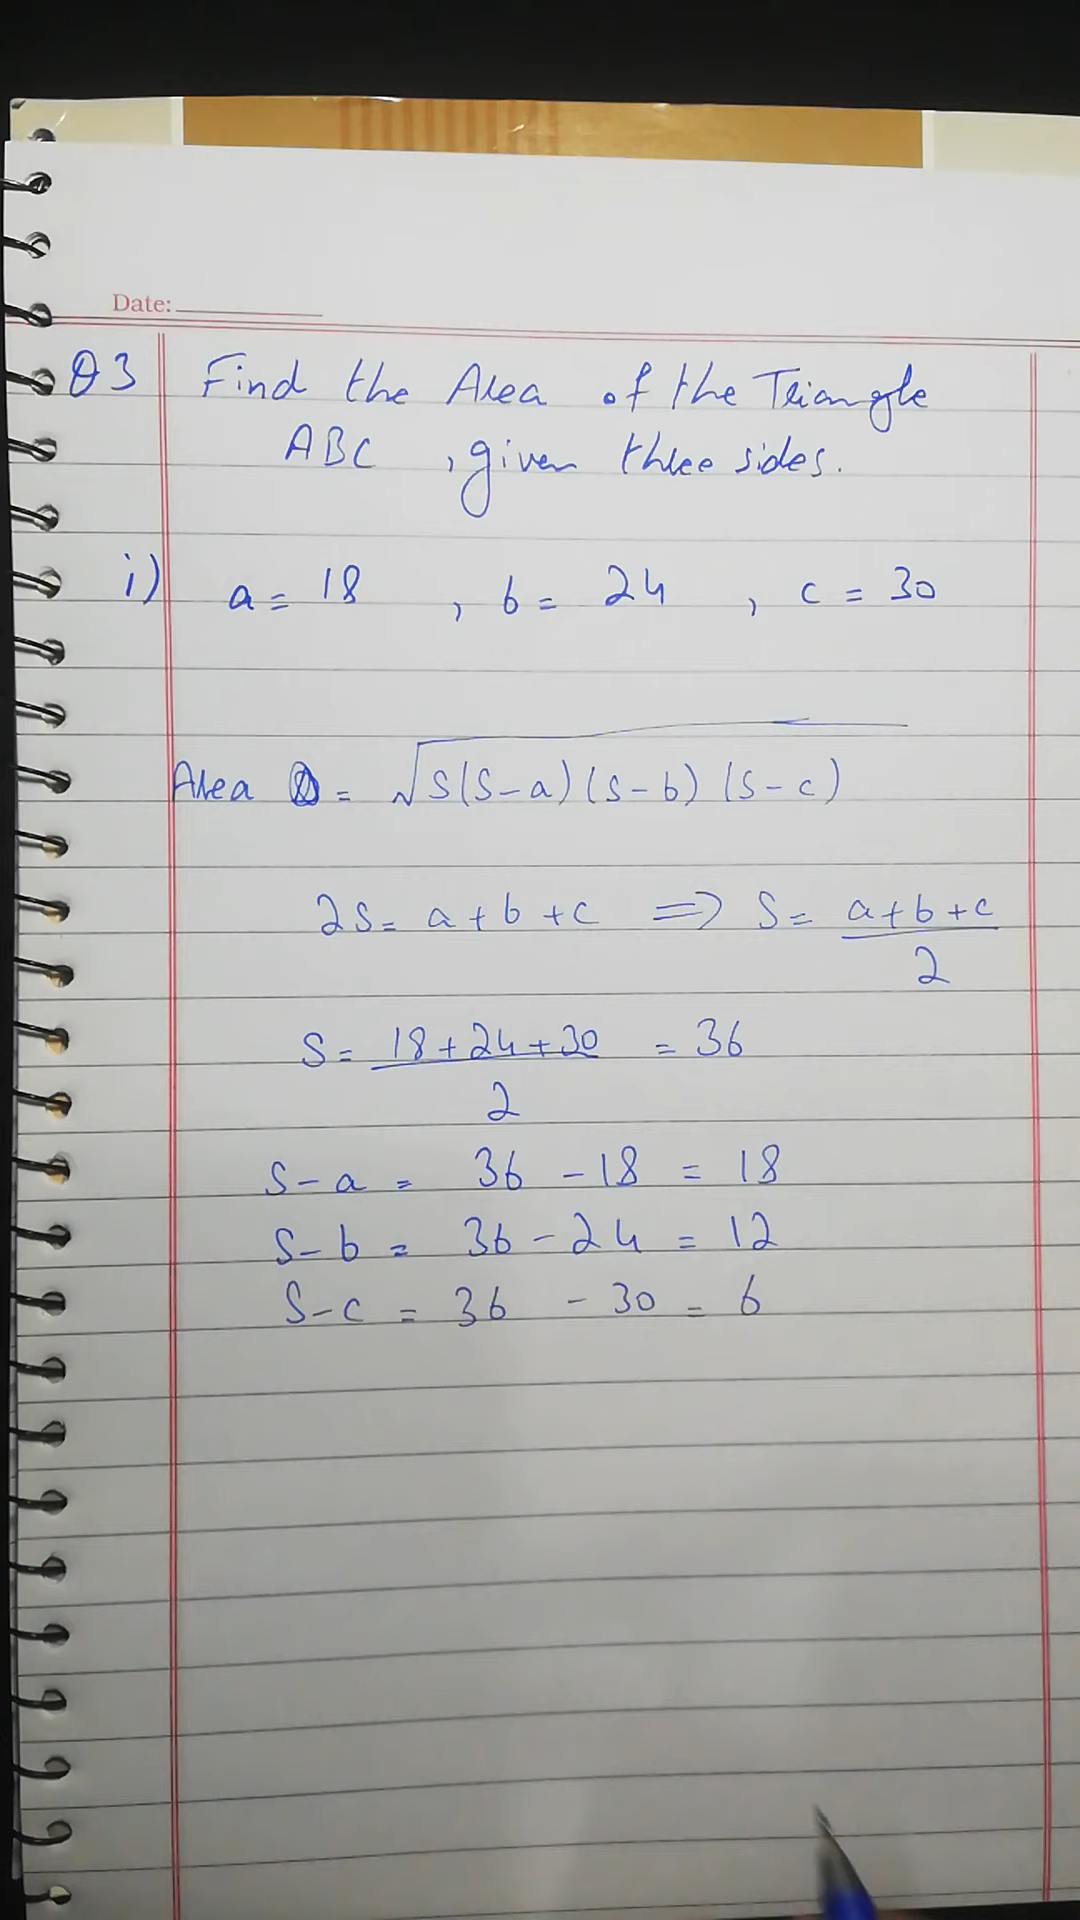 Date:
Q3 Find the Area of the Triangle
ABC , given three sides.
i) a = 18 , b = 24 , c = 30
Area = √S(S-a)(S-b)(S-c)
2S = a+b+c => S = a+b+c / 2
S = 18+24+30 / 2 = 36
S-a = 36 - 18 = 18
S-b = 36 - 24 = 12
S-c = 36 - 30 = 6